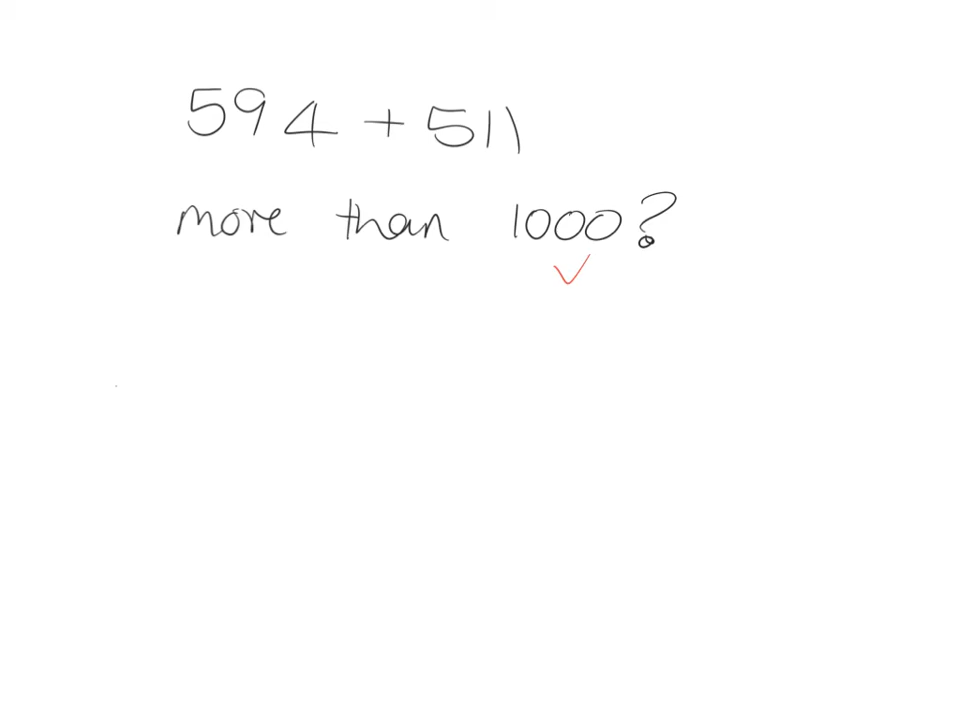 594 + 511
more than 1000?
✓